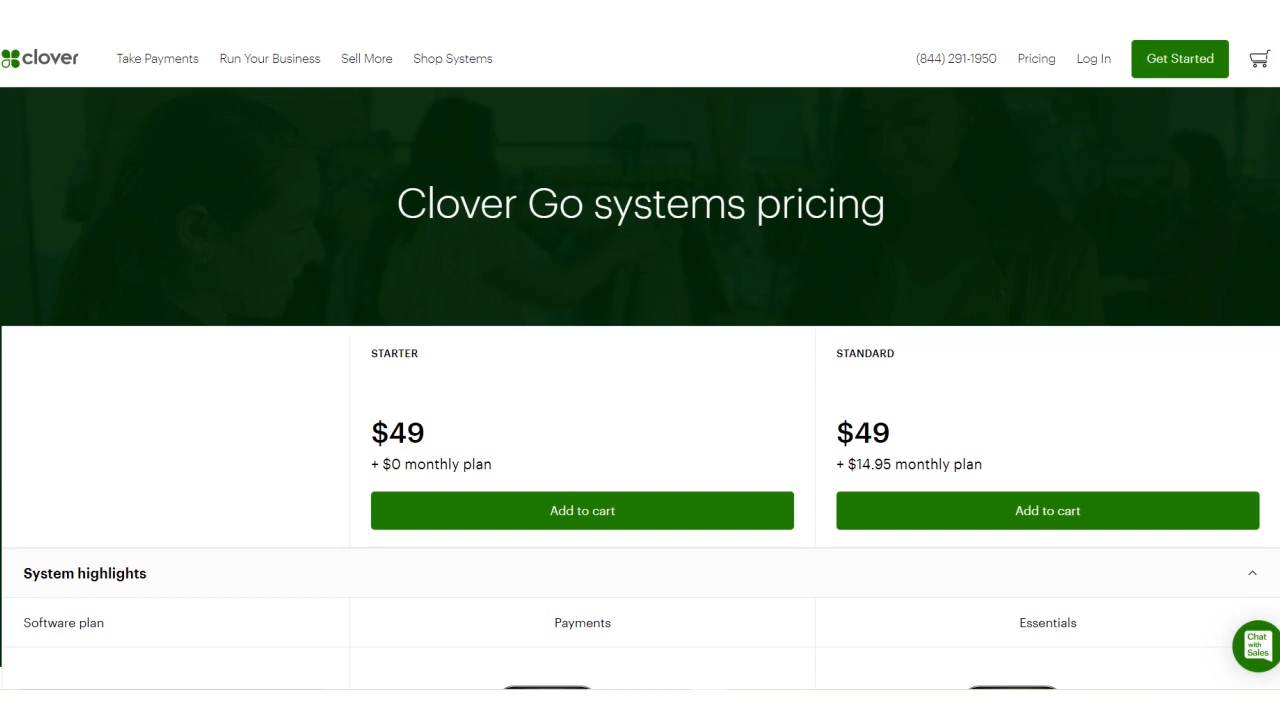 clover Take Payments Run Your Business Sell More Shop Systems (844) 291-1950 Pricing Log In Get Started
Clover Go systems pricing
STARTER STANDARD
$49 $49
+ $0 monthly plan + $14.95 monthly plan
Add to cart Add to cart
System highlights
Software plan Payments Essentials
Chat
with
Sales